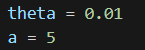 theta = 0.01
a = 5